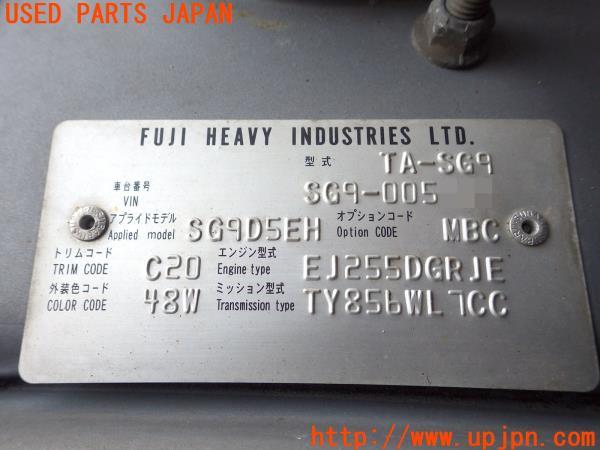 USED PARTS JAPAN
FUJI HEAVY INDUSTRIES LTD.
型式 TA-SG9
車台番号 VIN SG9-005
アプライドモデル Applied model SG9D5EH オプションコード Option CODE MBC
トリムコード TRIM CODE C20 エンジン型式 Engine type EJ255DGRJE
外装色コード COLOR CODE 48W ミッション型式 Transmission type TY856WL7CC
UPJ http://www.upjpn.com/